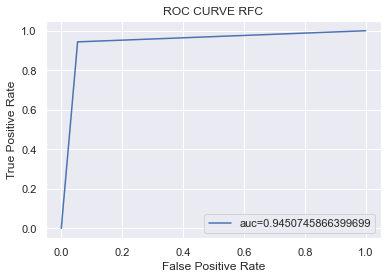 ROC CURVE RFC
1.0
0.8
0.6
0.4
0.2
0.0
True Positive Rate
auc=0.9450745866399699
0.0 0.2 0.4 0.6 0.8 1.0
False Positive Rate